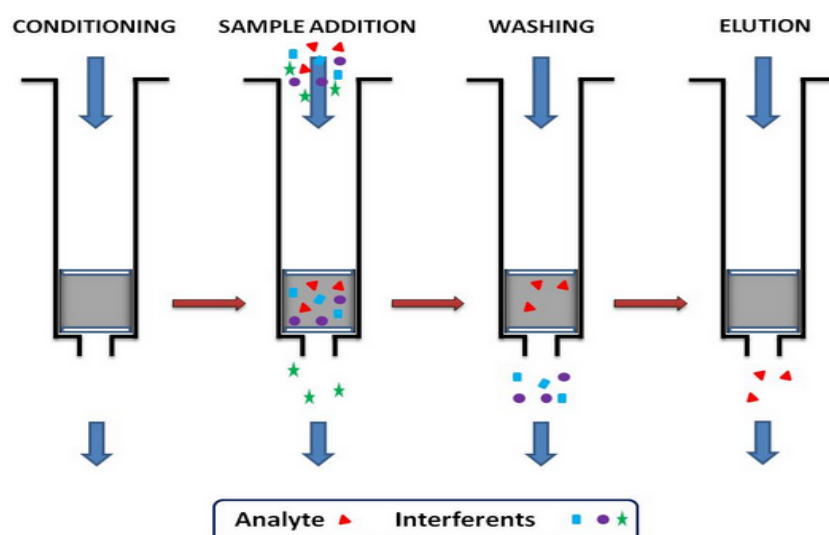 CONDITIONING SAMPLE ADDITION WASHING ELUTION
Analyte Interferents